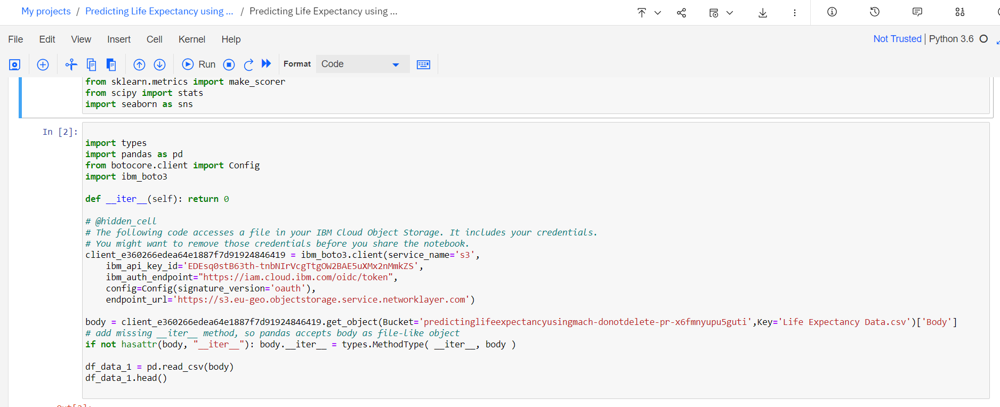 My projects / Predicting Life Expectancy using ... / Predicting Life Expectancy using ...
File Edit View Insert Cell Kernel Help
Not Trusted | Python 3.6
Run Format Code
from sklearn.metrics import make_scorer
from scipy import stats
import seaborn as sns
In [2]:
import types
import pandas as pd
from botocore.client import Config
import ibm_boto3
def __iter__(self): return 0
# @hidden_cell
# The following code accesses a file in your IBM Cloud Object Storage. It includes your credentials.
# You might want to remove those credentials before you share the notebook.
client_e360266edea64e1887f7d91924846419 = ibm_boto3.client(service_name='s3',
    ibm_api_key_id='EDEsq0stB63th-tnbNIrVcgTtgOW2BAE5uXMx2nMmkZS',
    ibm_auth_endpoint="https://iam.cloud.ibm.com/oidc/token",
    config=Config(signature_version='oauth'),
    endpoint_url='https://s3.eu-geo.objectstorage.service.networklayer.com')
body = client_e360266edea64e1887f7d91924846419.get_object(Bucket='predictinglifeexpectancyusingmach-donotdelete-pr-x6fmnyupu5guti',Key='Life Expectancy Data.csv')['Body']
# add missing __iter__ method, so pandas accepts body as file-like object
if not hasattr(body, "__iter__"): body.__iter__ = types.MethodType( __iter__, body )
df_data_1 = pd.read_csv(body)
df_data_1.head()